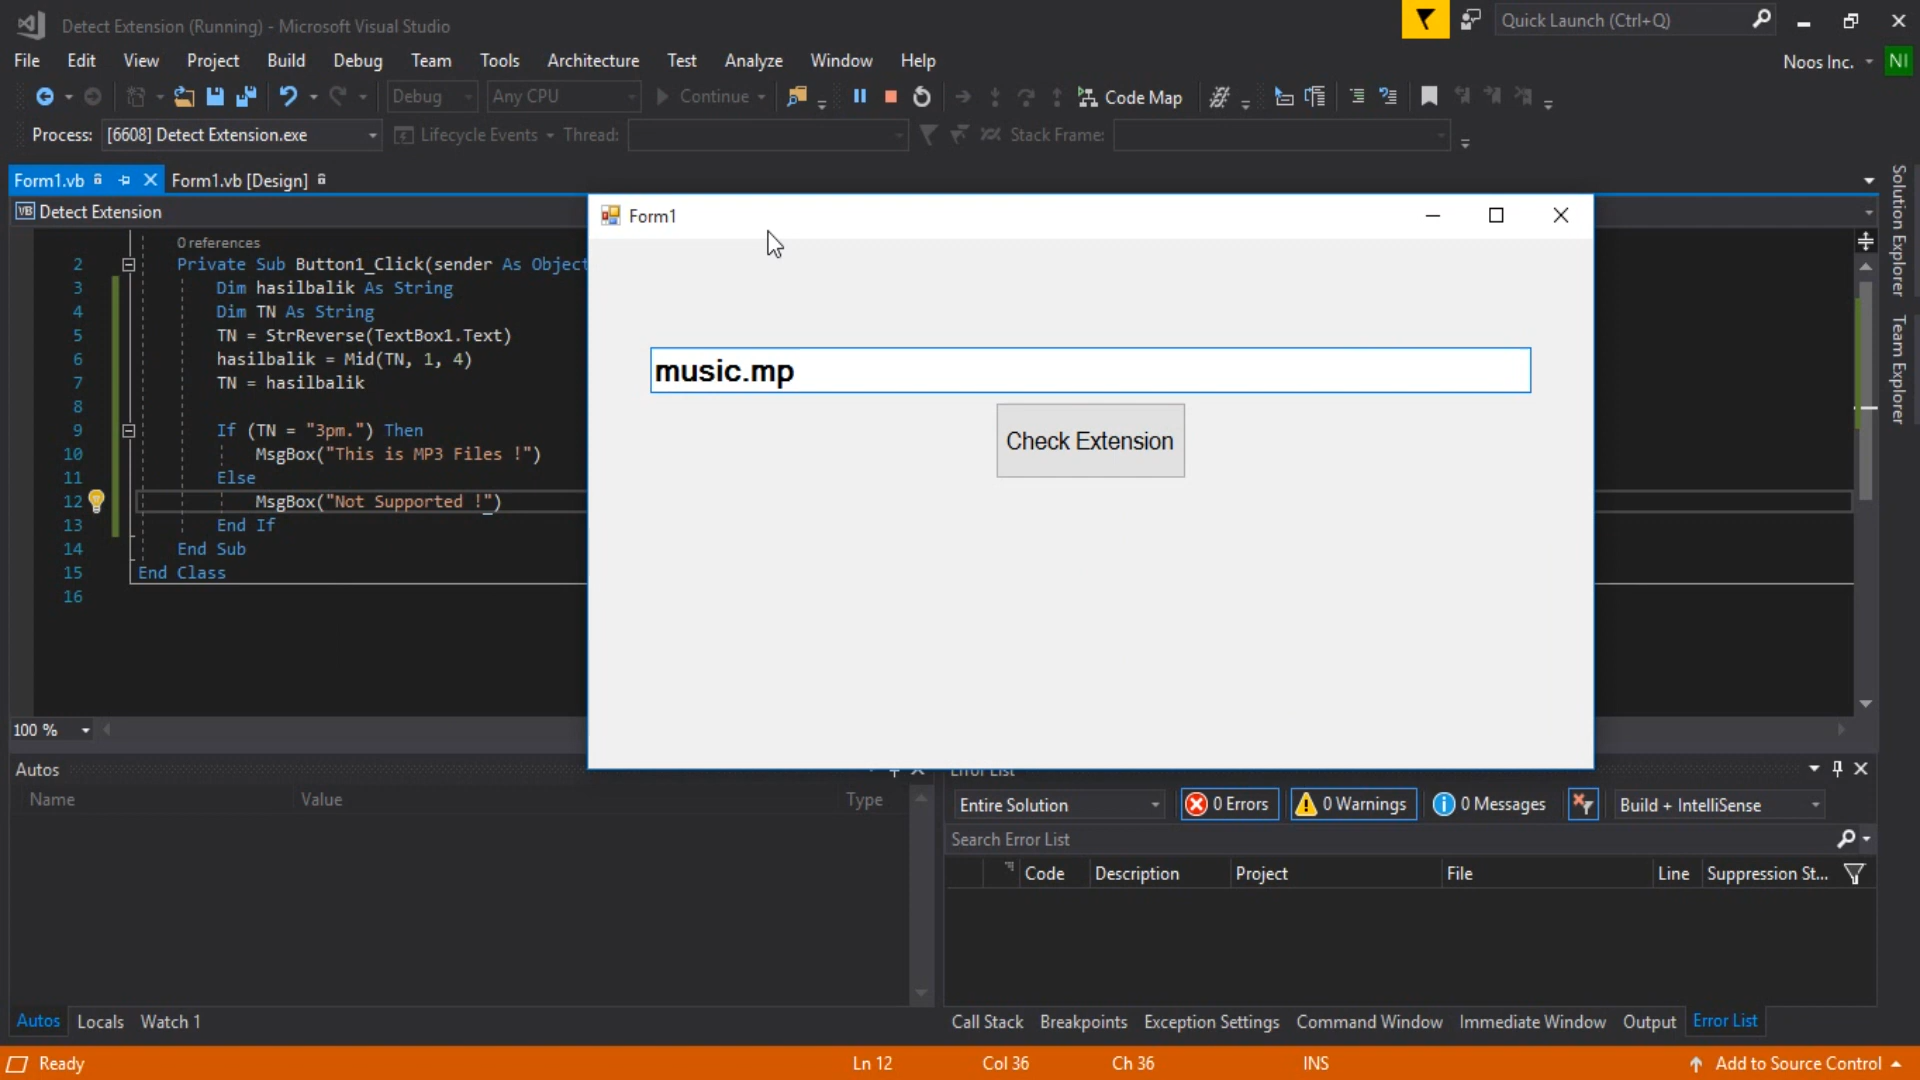 Detect Extension (Running) - Microsoft Visual Studio
Quick Launch (Ctrl+Q)
File Edit View Project Build Debug Team Tools Architecture Test Tools Analyze Window Help
Noos Inc. NI
Debug Any CPU Continue Code Map
Process: [6608] Detect Extension.exe Lifecycle Events Thread: Stack Frame:
Form1.vb Form1.vb [Design]
VB Detect Extension
Form1
0 references
2 Private Sub Button1_Click(sender As Object
3 Dim hasilbalik As String
4 Dim TN As String
5 TN = StrReverse(TextBox1.Text)
6 hasilbalik = Mid(TN, 1, 4)
7 TN = hasilbalik
8
9 If (TN = "3pm.") Then
10 MsgBox("This is MP3 Files !")
11 Else
12 MsgBox("Not Supported !")
13 End If
14 End Sub
15 End Class
16
music.mp
Check Extension
Solution Explorer
Team Explorer
100 %
Autos
Name Value Type
Error List
Entire Solution 0 Errors 0 Warnings 0 Messages Build + IntelliSense
Search Error List
Code Description Project File Line Suppression St...
Autos Locals Watch 1
Call Stack Breakpoints Exception Settings Command Window Immediate Window Output Error List
Ready Ln 12 Col 36 Ch 36 INS Add to Source Control